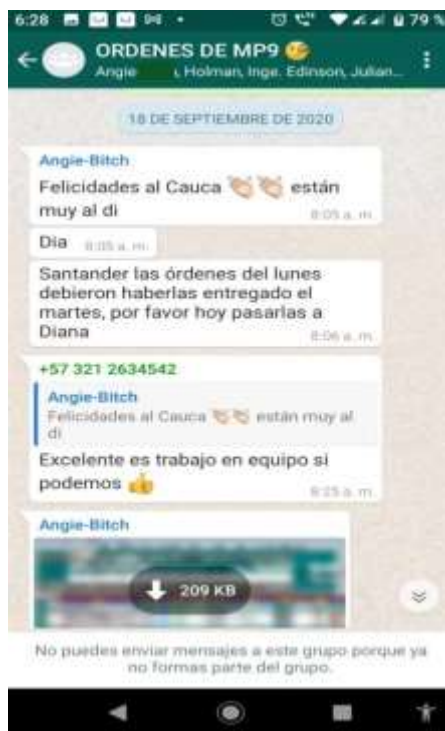 6:28
79 %
ORDENES DE MP9
Angie , Holman, Inge. Edinson, Julian...
18 DE SEPTIEMBRE DE 2020
Angie-Bitch
Felicidades al Cauca 👏🏻👏🏻 están
muy al di
8:05 a. m.
Dia
8:05 a. m.
Santander las órdenes del lunes
debieron haberlas entregado el
martes, por favor hoy pasarlas a
Diana
8:06 a. m.
+57 321 2634542
Angie-Bitch
Felicidades al Cauca 👏🏻👏🏻 están muy al
di
Excelente es trabajo en equipo si
podemos 👍
8:25 a. m.
Angie-Bitch
209 KB
No puedes enviar mensajes a este grupo porque ya
no formas parte del grupo.